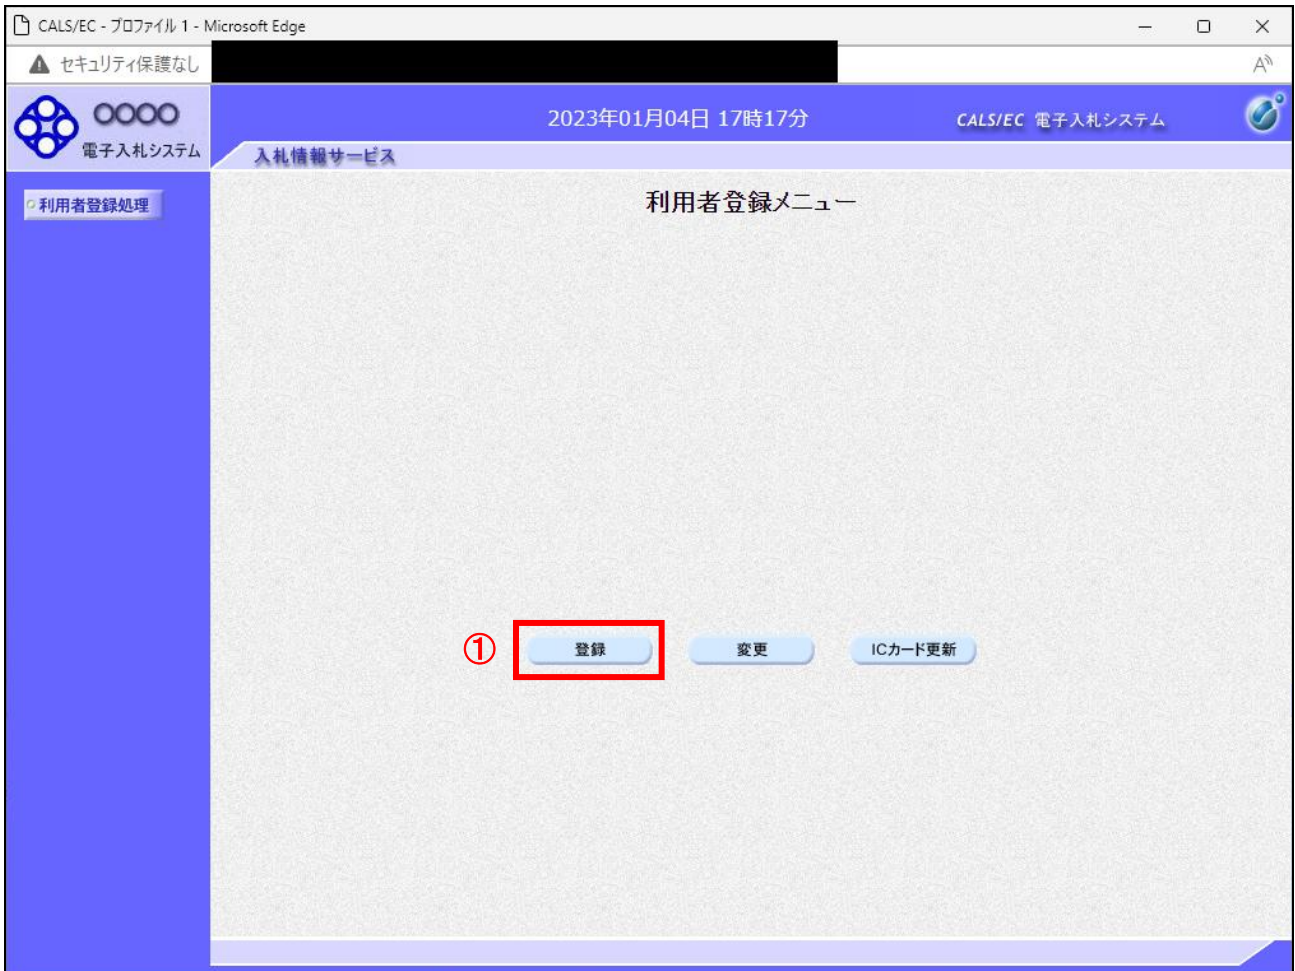 CALS/EC - プロファイル 1 - Microsoft Edge
セキュリティ保護なし
A
〇〇〇〇
電子入札システム
2023年01月04日 17時17分
CALS/EC 電子入札システム
入札情報サービス
利用者登録処理
利用者登録メニュー
① 登録 変更 ICカード更新